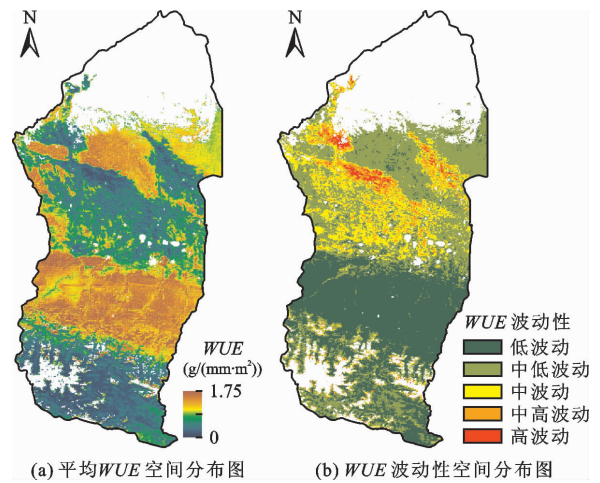 N
WUE
(g/(mm·m²))
1.75
0
(a) 平均WUE 空间分布图
N
WUE 波动性
低波动
中低波动
中波动
中高波动
高波动
(b) WUE 波动性空间分布图